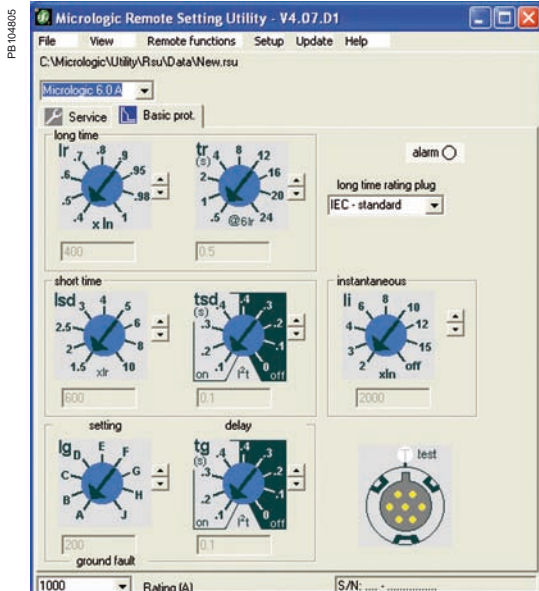 PB104805
Micrologic Remote Setting Utility - V4.07.D1
File View Remote functions Setup Update Help
C:\Micrologic\Utility\Rsu\Data\New.rsu
Micrologic 6.0 A
Service Basic prot.
long time
Ir .4 .5 .6 .7 .8 .9 .95 .98 1 x In
400
tr (s) .5 1 2 4 8 12 16 20 24 @6Ir
0.5
alarm
long time rating plug
IEC - standard
short time
Isd 1.5 2 2.5 3 4 5 6 8 10 xIr
600
tsd (s) .1 .2 .3 .4 .4 .3 .2 .1 0 on I²t off
0.1
instantaneous
Ii 2 3 4 6 8 10 12 15 off xIn
2000
setting
Ig A B C D E F G H J
200
delay
tg (s) .1 .2 .3 .4 .4 .3 .2 .1 0 on I²t off
0.1
ground fault
test
1000 Rating (A)
S/N: .... - ................